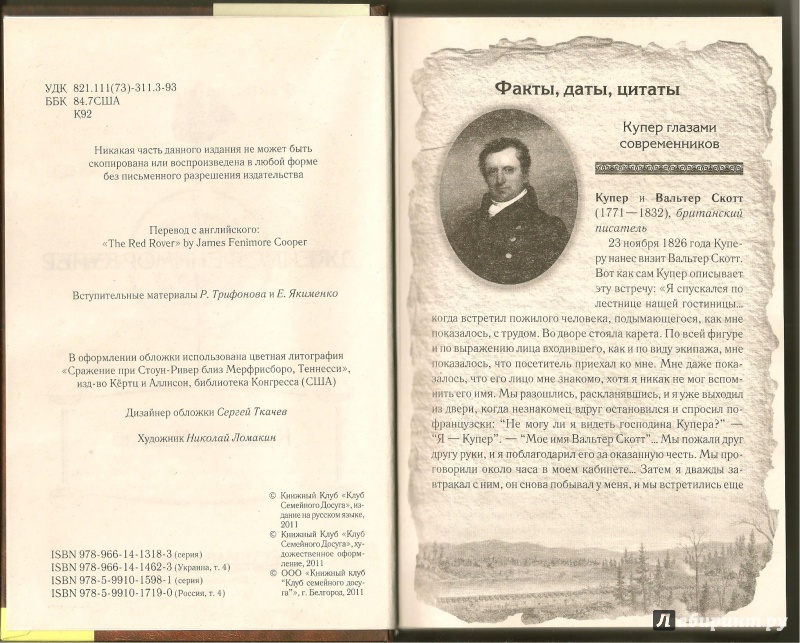 УДК 821.111(73)-311.3-93
ББК 84.7США
К92
Никакая часть данного издания не может быть
скопирована или воспроизведена в любой форме
без письменного разрешения издательства
Перевод с английского:
«The Red Rover» by James Fenimore Cooper
Вступительные материалы Р. Трифонова и Е. Якименко
В оформлении обложки использована цветная литография
«Сражение при Стоун-Ривер близ Мерфрисборо, Теннесси»,
изд-во Кёртц и Аллисон, библиотека Конгресса (США)
Дизайнер обложки Сергей Ткачев
Художник Николай Ломакин
© Книжный Клуб «Клуб
Семейного Досуга», из-
дание на русском языке,
2011
© Книжный Клуб «Клуб
Семейного Досуга», ху-
дожественное оформ-
ление, 2011
© ООО «Книжный клуб
"Клуб семейного досу-
га"», г. Белгород, 2011
ISBN 978-966-14-1318-3 (серия)
ISBN 978-966-14-1462-3 (Украина, т. 4)
ISBN 978-5-9910-1598-1 (серия)
ISBN 978-5-9910-1719-0 (Россия, т. 4)
Факты, даты, цитаты
Купер глазами
современников
Купер и Вальтер Скотт
(1771—1832), британский
писатель
23 ноября 1826 года Купе-
ру нанес визит Вальтер Скотт.
Вот как сам Купер описывает
эту встречу: «Я спускался по
лестнице нашей гостиницы...
когда встретил пожилого человека, подымающегося, как мне
показалось, с трудом. Во дворе стояла карета. По всей фигуре
и по выражению лица входившего, как и по виду экипажа, мне
показалось, что посетитель приехал ко мне. Мне даже пока-
залось, что его лицо мне знакомо, хотя я никак не мог вспом-
нить его имя. Мы разошлись, раскланявшись, и я уже выходил
из двери, когда незнакомец вдруг остановился и спросил по-
французски: "Не могу ли я видеть господина Купера?" —
"Я — Купер". — "Мое имя Вальтер Скотт"... Мы пожали друг
другу руки, и я поблагодарил его за оказанную честь. Мы про-
говорили около часа в моем кабинете... Затем я дважды за-
втракал с ним, он снова побывал у меня, и мы встретились еще
Лабиринт.ру